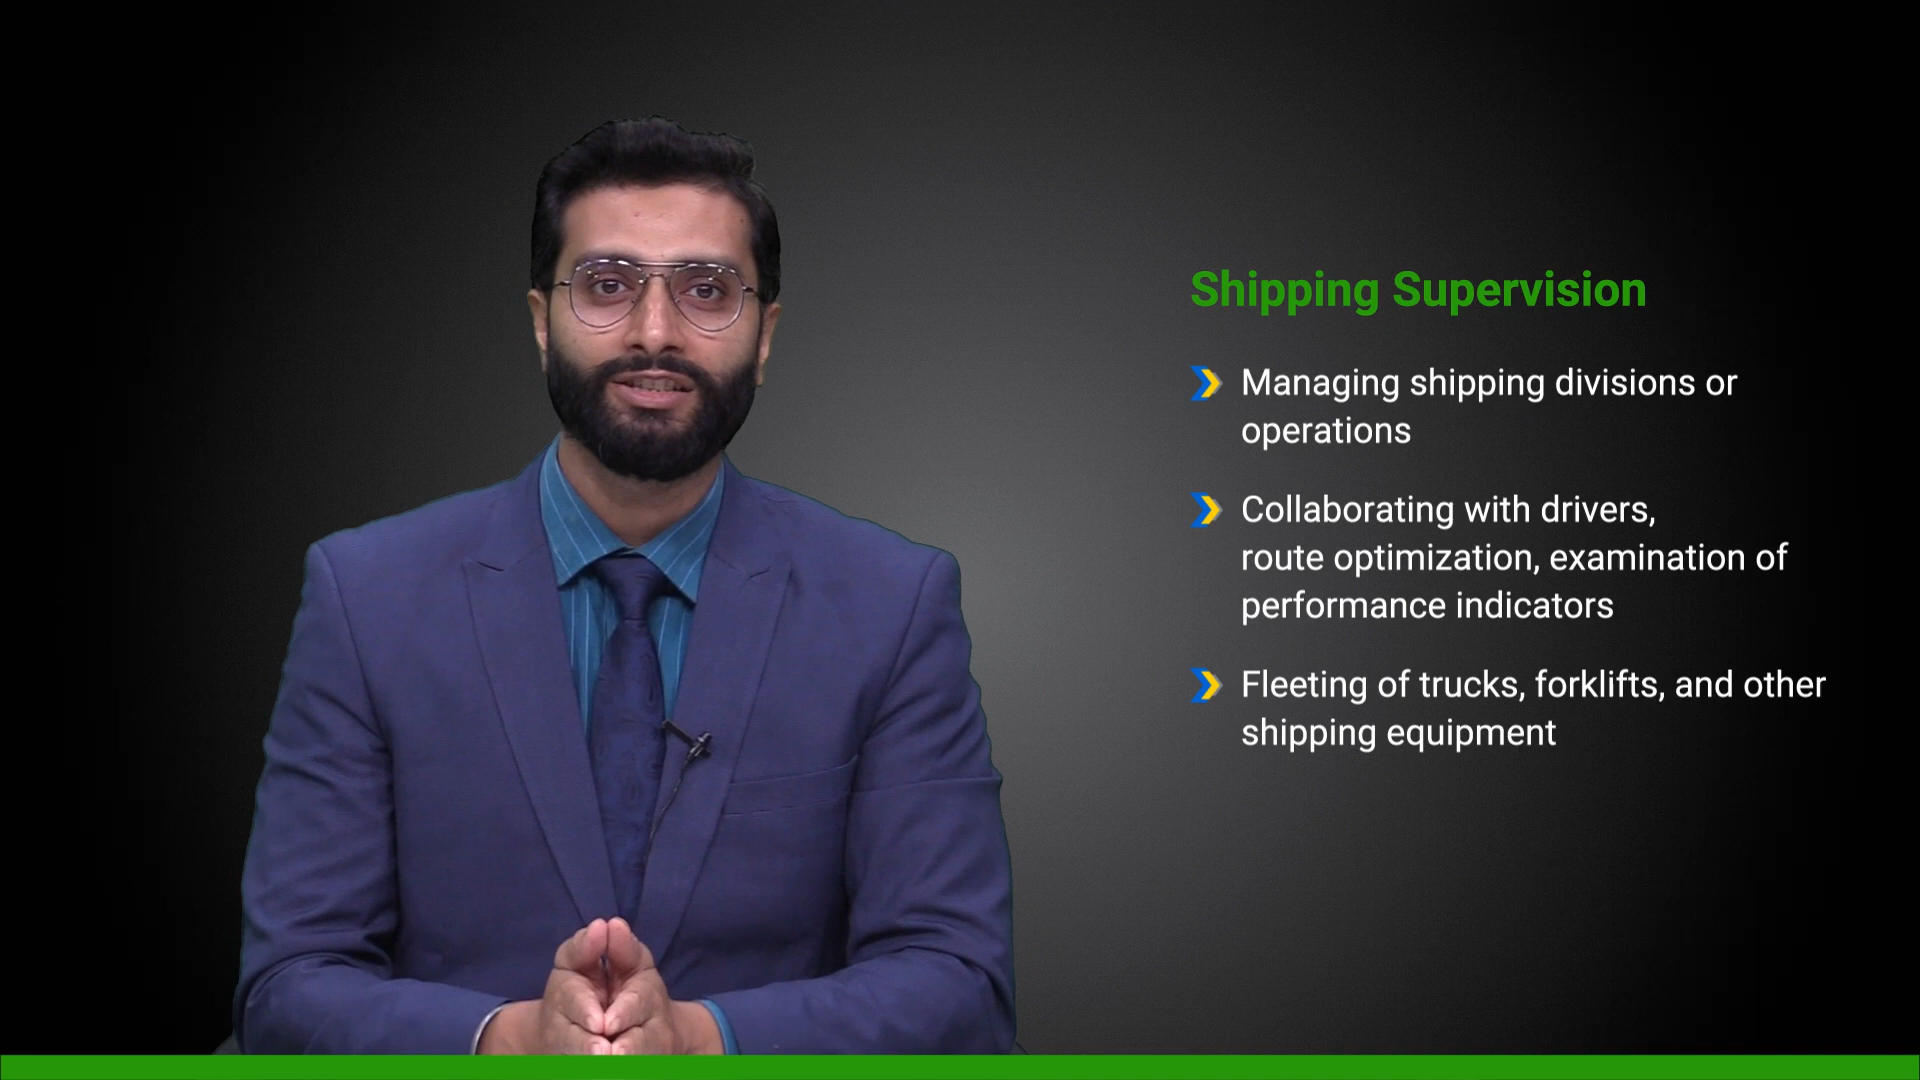 Shipping Supervision
Managing shipping divisions or
operations
Collaborating with drivers,
route optimization, examination of
performance indicators
Fleeting of trucks, forklifts, and other
shipping equipment